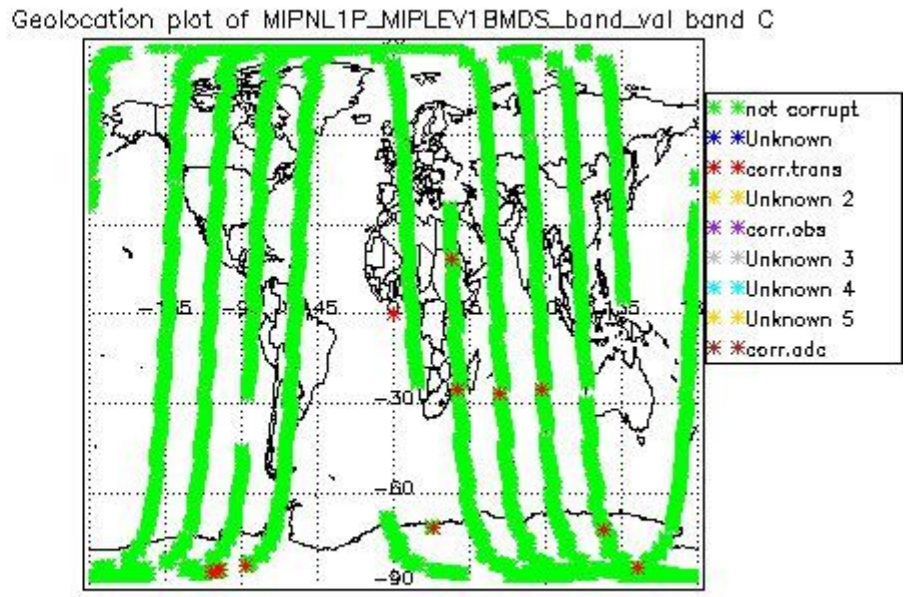 Geolocation plot of MIPNL1P_MIPLEV1BMDS_band_val band C
not corrupt
Unknown
corr.trans
Unknown 2
corr.obs
Unknown 3
Unknown 4
Unknown 5
corr.adc
-45
-30
-60
-90